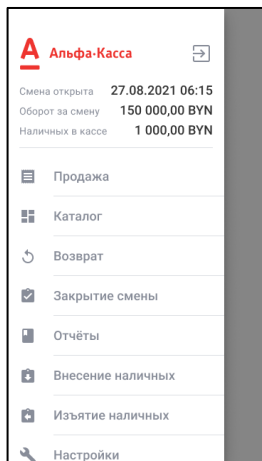 А Альфа·Касса
Смена открыта 27.08.2021 06:15
Оборот за смену 150 000,00 BYN
Наличных в кассе 1 000,00 BYN
Продажа
Каталог
Возврат
Закрытие смены
Отчёты
Внесение наличных
Изъятие наличных
Настройки